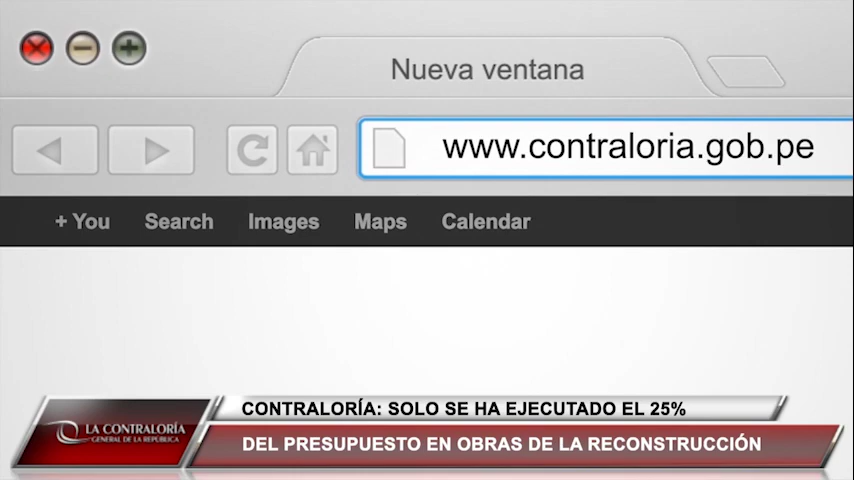 Nueva ventana
www.contraloria.gob.pe
+ You Search Images Maps Calendar
LA CONTRALORÍA
GENERAL DE LA REPÚBLICA
CONTRALORÍA: SOLO SE HA EJECUTADO EL 25%
DEL PRESUPUESTO EN OBRAS DE LA RECONSTRUCCIÓN